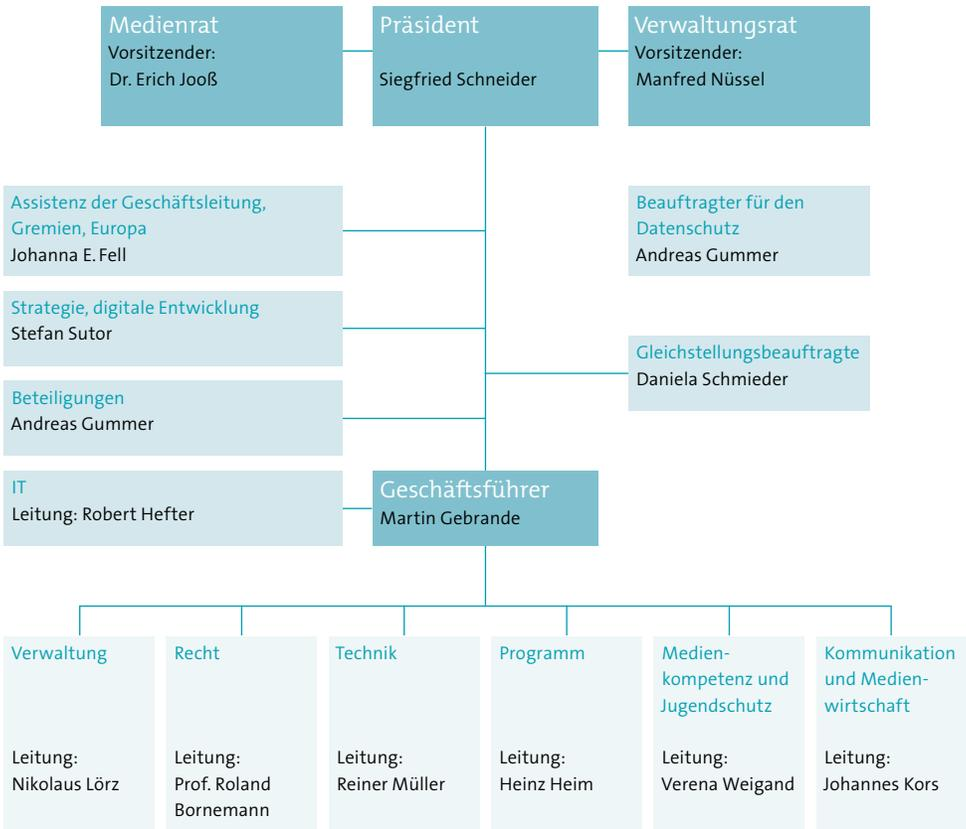 Medienrat
Vorsitzender:
Dr. Erich Jooß
Präsident
Siegfried Schneider
Verwaltungsrat
Vorsitzender:
Manfred Nüssel
Assistenz der Geschäftsleitung,
Gremien, Europa
Johanna E. Fell
Beauftragter für den
Datenschutz
Andreas Gummer
Strategie, digitale Entwicklung
Stefan Sutor
Gleichstellungsbeauftragte
Daniela Schmieder
Beteiligungen
Andreas Gummer
IT
Leitung: Robert Hefter
Geschäftsführer
Martin Gebrande
Verwaltung
Leitung:
Nikolaus Lörz
Recht
Leitung:
Prof. Roland
Bornemann
Technik
Leitung:
Reiner Müller
Programm
Leitung:
Heinz Heim
Medien-
kompetenz und
Jugendschutz
Leitung:
Verena Weigand
Kommunikation
und Medien-
wirtschaft
Leitung:
Johannes Kors